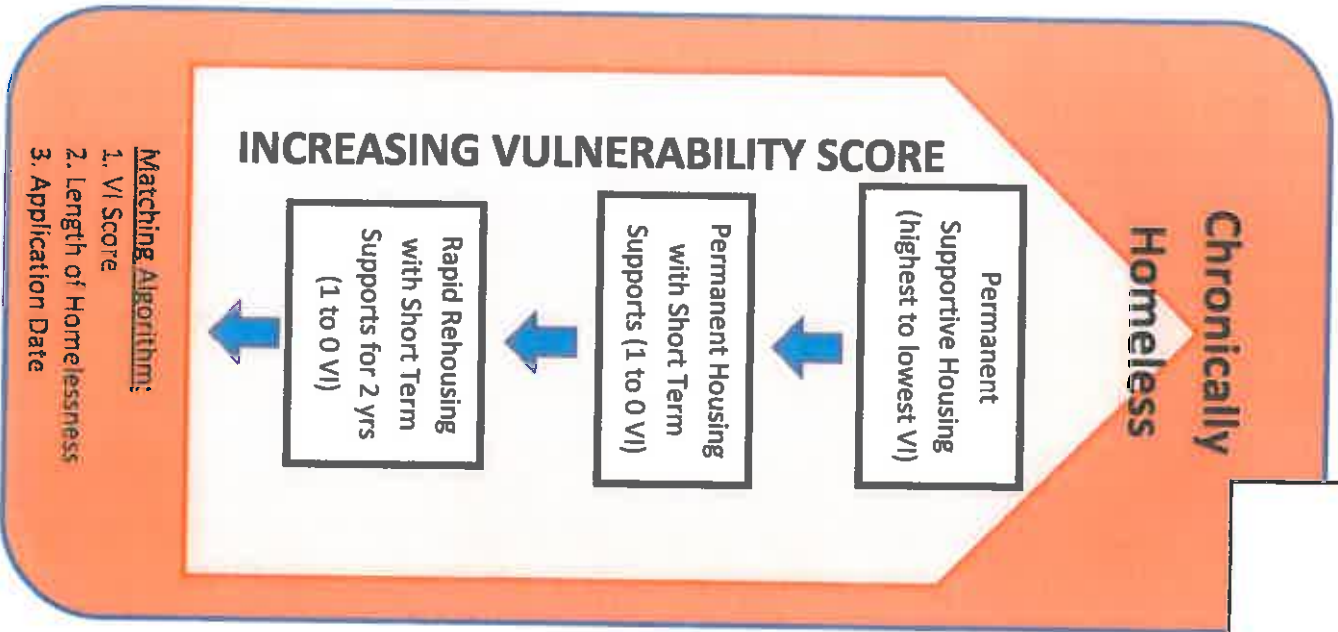 Chronically
Homeless
INCREASING VULNERABILITY SCORE
Permanent
Supportive Housing
(highest to lowest VI)
Permanent Housing
with Short Term
Supports (1 to 0 VI)
Rapid Rehousing
with Short Term
Supports for 2 yrs
(1 to 0 VI)
Matching Algorithm:
1. VI Score
2. Length of Homelessness
3. Application Date